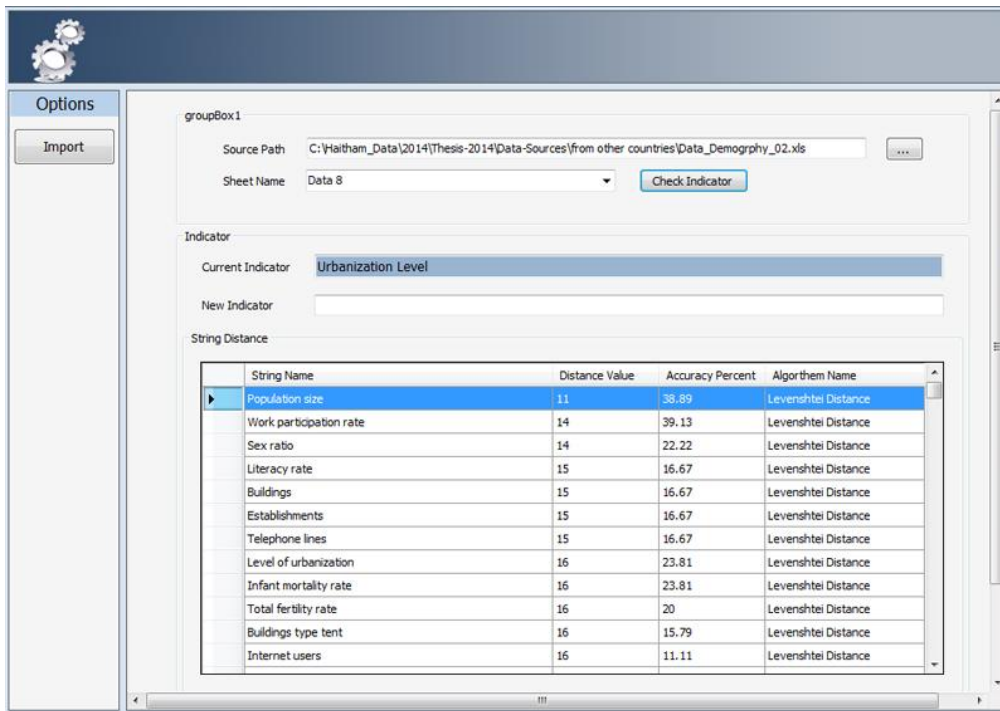 Options
Import
groupBox1
Source Path C:\Haitham_Data\2014\Thesis-2014\Data-Sources\from other countries\Data_Demogrphy_02.xls ...
Sheet Name Data 8 Check Indicator
Indicator
Current Indicator Urbanization Level
New Indicator
String Distance
String Name Distance Value Accuracy Percent Algorthem Name
Population size 11 38.89 Levenshtei Distance
Work participation rate 14 39.13 Levenshtei Distance
Sex ratio 14 22.22 Levenshtei Distance
Literacy rate 15 16.67 Levenshtei Distance
Buildings 15 16.67 Levenshtei Distance
Establishments 15 16.67 Levenshtei Distance
Telephone lines 15 16.67 Levenshtei Distance
Level of urbanization 16 23.81 Levenshtei Distance
Infant mortality rate 16 23.81 Levenshtei Distance
Total fertility rate 16 20 Levenshtei Distance
Buildings type tent 16 15.79 Levenshtei Distance
Internet users 16 11.11 Levenshtei Distance